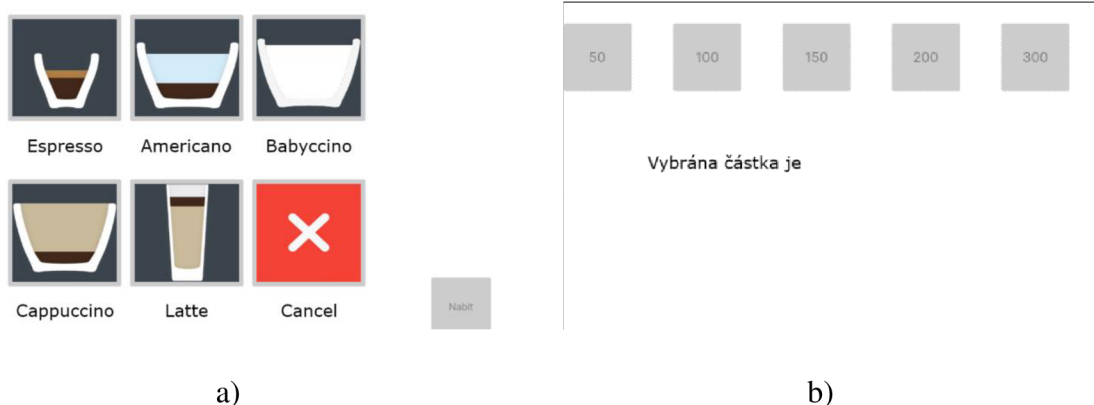 Espresso Americano Babyccino
Cappuccino Latte Cancel
Nabít
50 100 150 200 300
Vybrána částka je
a) b)